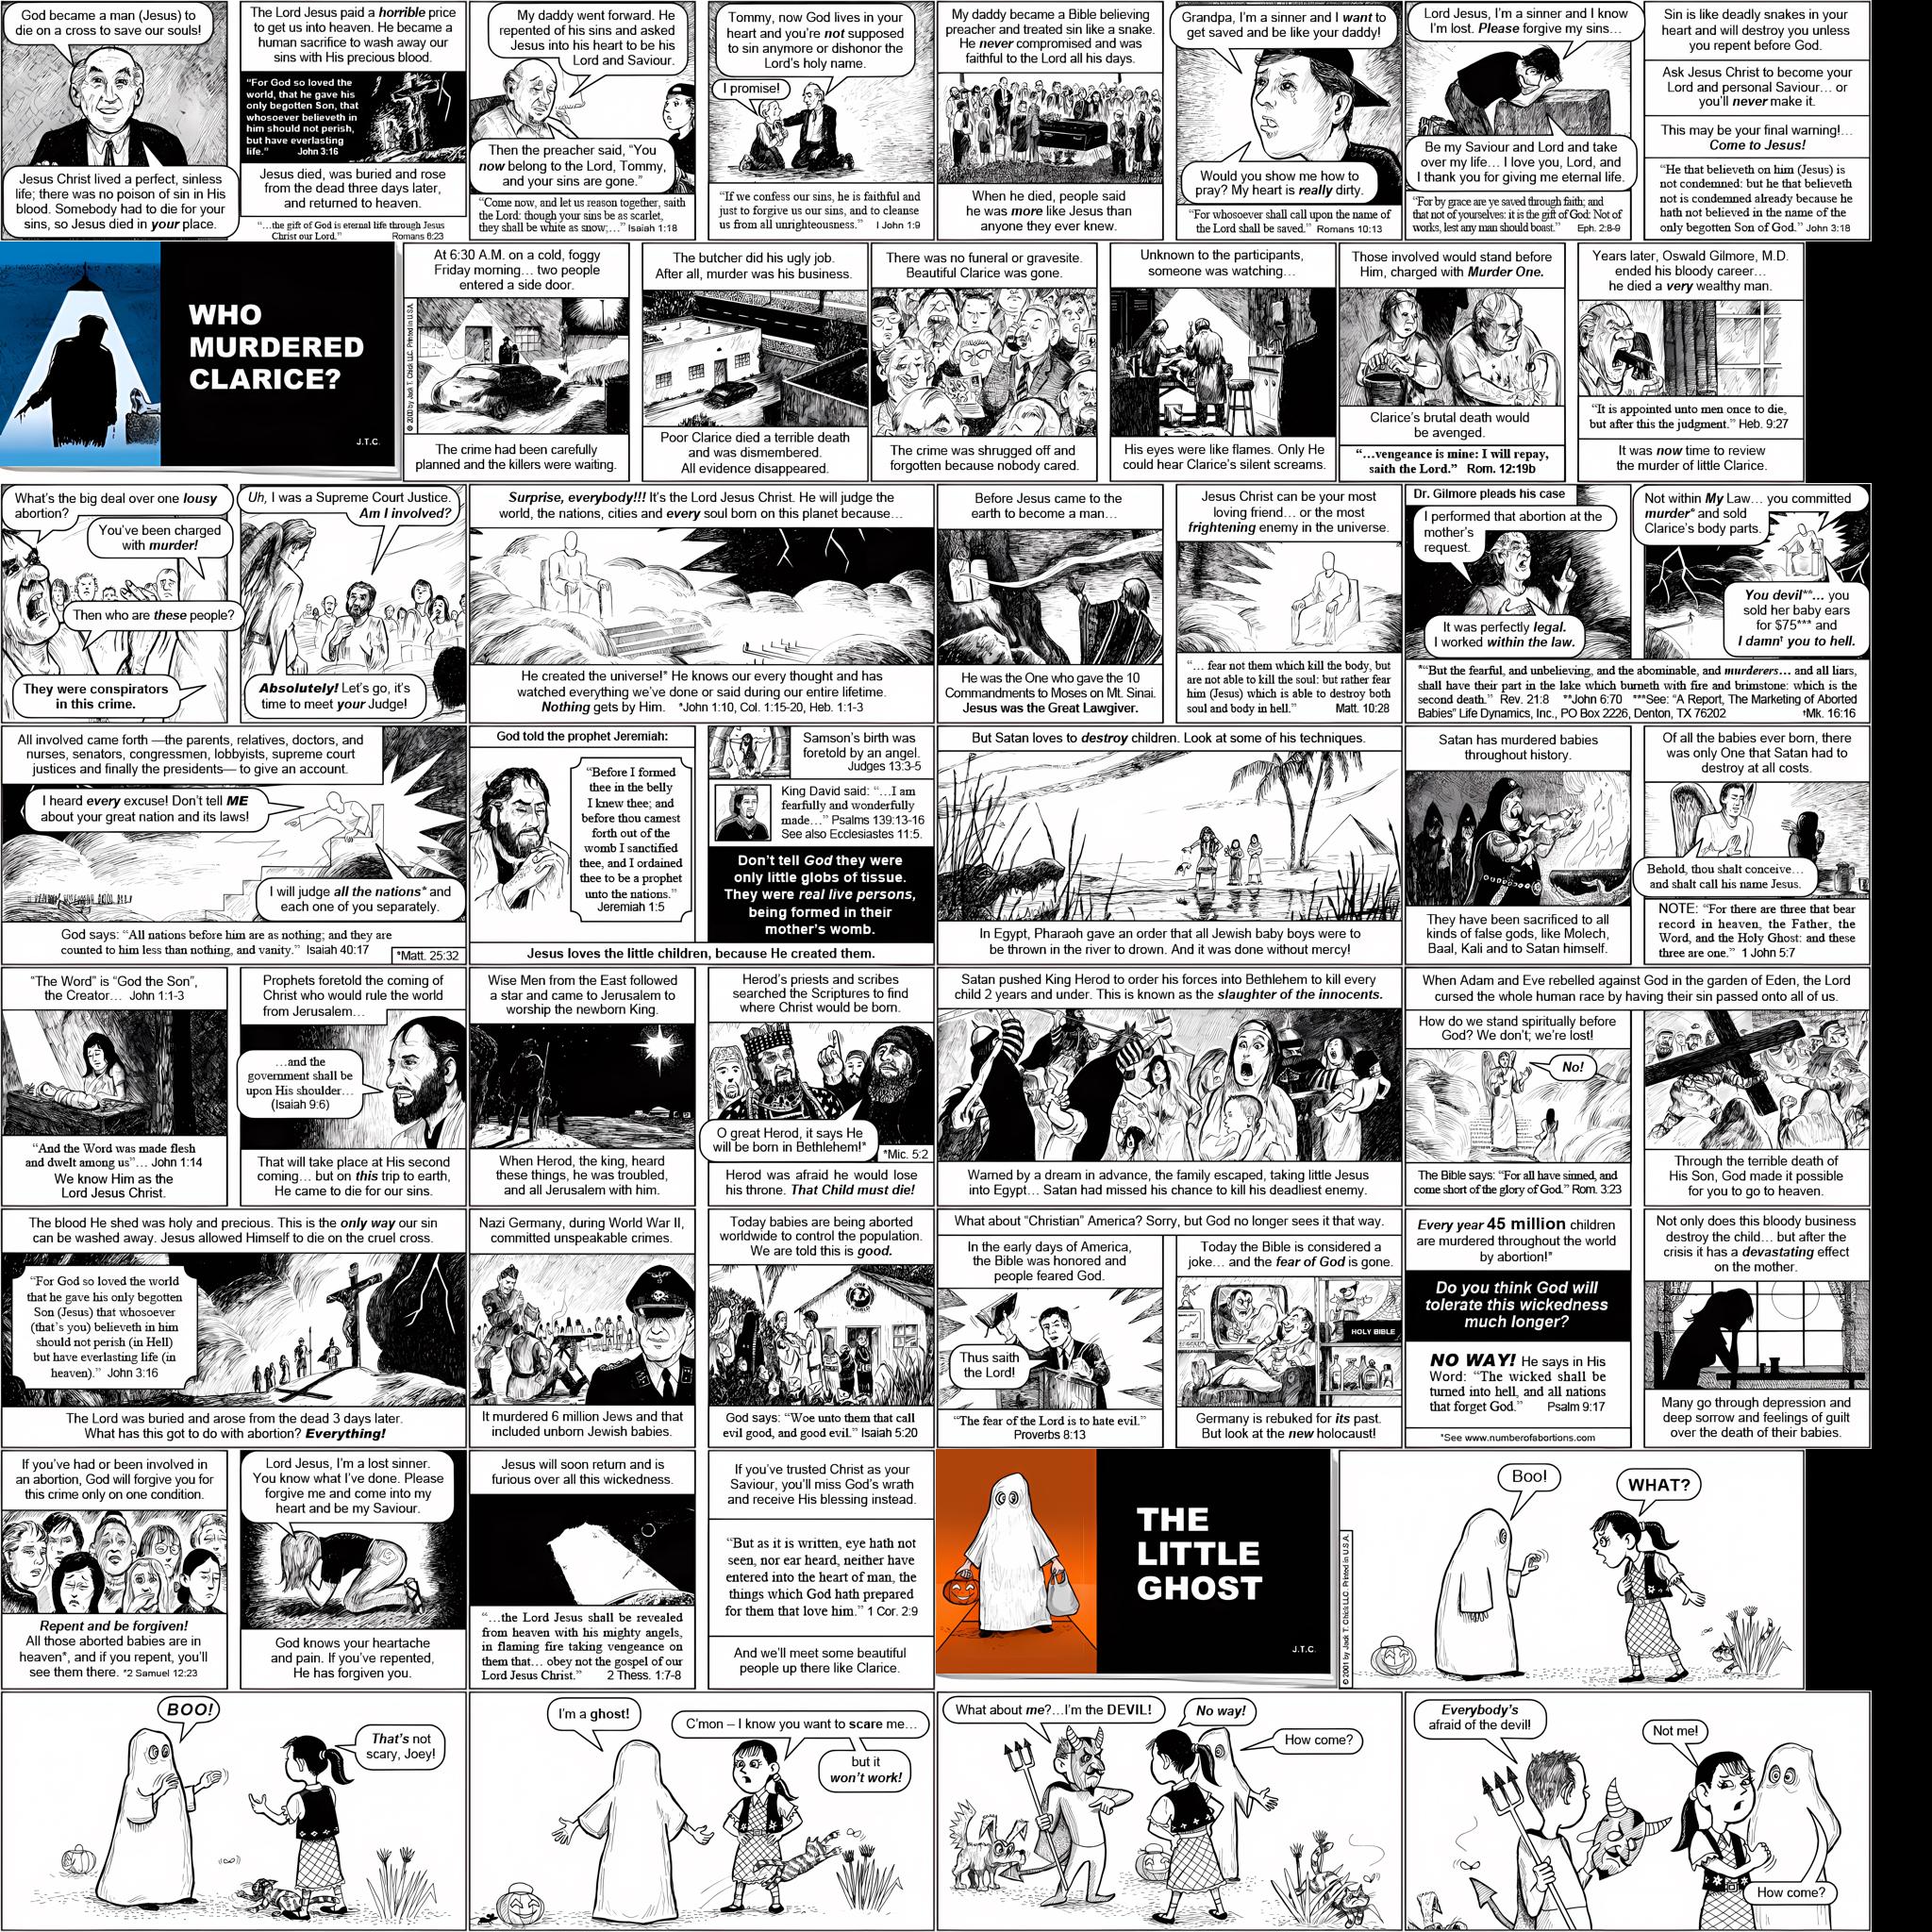 God became a man (Jesus) to
die on a cross to save our souls!
Jesus Christ lived a perfect, sinless
life; there was no poison of sin in His
blood. Somebody had to die for your
sins, so Jesus died in your place.
The Lord Jesus paid a horrible price
to get us into heaven. He became a
human sacrifice to wash away our
sins with His precious blood.
"For God so loved the
world, that he gave his
only begotten Son, that
whosoever believeth in
him should not perish,
but have everlasting
life." John 3:16
Jesus died, was buried and rose
from the dead three days later,
and returned to heaven.
"...the gift of God is eternal life through Jesus
Christ our Lord." Romans 6:23
My daddy went forward. He
repented of his sins and asked
Jesus into his heart to be his
Lord and Saviour.
Then the preacher said, "You
now belong to the Lord, Tommy,
and your sins are gone."
"Come now, and let us reason together, saith
the Lord: though your sins be as scarlet,
they shall be white as snow;..." Isaiah 1:18
Tommy, now God lives in your
heart and you're not supposed
to sin anymore or dishonor the
Lord's holy name.
I promise!
"If we confess our sins, he is faithful and
just to forgive us our sins, and to cleanse
us from all unrighteousness." I John 1:9
My daddy became a Bible believing
preacher and treated sin like a snake.
He never compromised and was
faithful to the Lord all his days.
When he died, people said
he was more like Jesus than
anyone they ever knew.
Grandpa, I'm a sinner and I want to
get saved and be like your daddy!
Would you show me how to
pray? My heart is really dirty.
"For whosoever shall call upon the name of
the Lord shall be saved." Romans 10:13
Lord Jesus, I'm a sinner and I know
I'm lost. Please forgive my sins...
Be my Saviour and Lord and take
over my life... I love you, Lord, and
I thank you for giving me eternal life.
"For by grace are ye saved through faith; and
that not of yourselves: it is the gift of God: Not of
works, lest any man should boast." Eph. 2:8-9
Sin is like deadly snakes in your
heart and will destroy you unless
you repent before God.
Ask Jesus Christ to become your
Lord and personal Saviour... or
you'll never make it.
This may be your final warning!...
Come to Jesus!
"He that believeth on him (Jesus) is
not condemned: but he that believeth
not is condemned already because he
hath not believed in the name of the
only begotten Son of God." John 3:18
WHO
MURDERED
CLARICE?
J.T.C.
At 6:30 A.M. on a cold, foggy
Friday morning... two people
entered a side door.
© 2000 by Jack T. Chick LLC. Printed in U.S.A.
The crime had been carefully
planned and the killers were waiting.
The butcher did his ugly job.
After all, murder was his business.
Poor Clarice died a terrible death
and was dismembered.
All evidence disappeared.
There was no funeral or gravesite.
Beautiful Clarice was gone.
The crime was shrugged off and
forgotten because nobody cared.
Unknown to the participants,
someone was watching...
His eyes were like flames. Only He
could hear Clarice's silent screams.
Those involved would stand before
Him, charged with Murder One.
Clarice's brutal death would
be avenged.
"...vengeance is mine: I will repay,
saith the Lord." Rom. 12:19b
Years later, Oswald Gilmore, M.D.
ended his bloody career...
he died a very wealthy man.
"It is appointed unto men once to die,
but after this the judgment." Heb. 9:27
It was now time to review
the murder of little Clarice.
What's the big deal over one lousy
abortion?
You've been charged
with murder!
Then who are these people?
They were conspirators
in this crime.
Uh, I was a Supreme Court Justice.
Am I involved?
Absolutely! Let's go, it's
time to meet your Judge!
Surprise, everybody!!! It's the Lord Jesus Christ. He will judge the
world, the nations, cities and every soul born on this planet because...
He created the universe!* He knows our every thought and has
watched everything we've done or said during our entire lifetime.
Nothing gets by Him. *John 1:10, Col. 1:15-20, Heb. 1:1-3
Before Jesus came to the
earth to become a man...
He was the One who gave the 10
Commandments to Moses on Mt. Sinai.
Jesus was the Great Lawgiver.
Jesus Christ can be your most
loving friend... or the most
frightening enemy in the universe.
"... fear not them which kill the body, but
are not able to kill the soul: but rather fear
him (Jesus) which is able to destroy both
soul and body in hell." Matt. 10:28
Dr. Gilmore pleads his case
I performed that abortion at the
mother's
request.
It was perfectly legal.
I worked within the law.
Not within My Law... you committed
murder* and sold
Clarice's body parts.
You devil**... you
sold her baby ears
for $75*** and
I damn† you to hell.
*"But the fearful, and unbelieving, and the abominable, and murderers... and all liars,
shall have their part in the lake which burneth with fire and brimstone: which is the
second death." Rev. 21:8 **John 6:70 ***See: "A Report, The Marketing of Aborted
Babies" Life Dynamics, Inc., PO Box 2226, Denton, TX 76202 †Mk. 16:16
All involved came forth —the parents, relatives, doctors, and
nurses, senators, congressmen, lobbyists, supreme court
justices and finally the presidents— to give an account.
I heard every excuse! Don't tell ME
about your great nation and its laws!
I will judge all the nations* and
each one of you separately.
God says: "All nations before him are as nothing; and they are
counted to him less than nothing, and vanity." Isaiah 40:17
*Matt. 25:32
God told the prophet Jeremiah:
"Before I formed
thee in the belly
I knew thee; and
before thou camest
forth out of the
womb I sanctified
thee, and I ordained
thee to be a prophet
unto the nations."
Jeremiah 1:5
Samson's birth was
foretold by an angel.
Judges 13:3-5
King David said: "...I am
fearfully and wonderfully
made..." Psalms 139:13-16
See also Ecclesiastes 11:5.
Don't tell God they were
only little globs of tissue.
They were real live persons,
being formed in their
mother's womb.
Jesus loves the little children, because He created them.
But Satan loves to destroy children. Look at some of his techniques.
In Egypt, Pharaoh gave an order that all Jewish baby boys were to
be thrown in the river to drown. And it was done without mercy!
Satan has murdered babies
throughout history.
They have been sacrificed to all
kinds of false gods, like Molech,
Baal, Kali and to Satan himself.
Of all the babies ever born, there
was only One that Satan had to
destroy at all costs.
Behold, thou shalt conceive...
and shalt call his name Jesus.
NOTE: "For there are three that bear
record in heaven, the Father, the
Word, and the Holy Ghost: and these
three are one." 1 John 5:7
"The Word" is "God the Son",
the Creator... John 1:1-3
"And the Word was made flesh
and dwelt among us"... John 1:14
We know Him as the
Lord Jesus Christ.
Prophets foretold the coming of
Christ who would rule the world
from Jerusalem...
...and the
government shall be
upon His shoulder...
(Isaiah 9:6)
That will take place at His second
coming... but on this trip to earth,
He came to die for our sins.
Wise Men from the East followed
a star and came to Jerusalem to
worship the newborn King.
When Herod, the king, heard
these things, he was troubled,
and all Jerusalem with him.
Herod's priests and scribes
searched the Scriptures to find
where Christ would be born.
O great Herod, it says He
will be born in Bethlehem!*
*Mic. 5:2
Herod was afraid he would lose
his throne. That Child must die!
Satan pushed King Herod to order his forces into Bethlehem to kill every
child 2 years and under. This is known as the slaughter of the innocents.
Warned by a dream in advance, the family escaped, taking little Jesus
into Egypt... Satan had missed his chance to kill his deadliest enemy.
When Adam and Eve rebelled against God in the garden of Eden, the Lord
cursed the whole human race by having their sin passed onto all of us.
How do we stand spiritually before
God? We don't; we're lost!
No!
The Bible says: "For all have sinned, and
come short of the glory of God." Rom. 3:23
Through the terrible death of
His Son, God made it possible
for you to go to heaven.
The blood He shed was holy and precious. This is the only way our sin
can be washed away. Jesus allowed Himself to die on the cruel cross.
"For God so loved the world
that he gave his only begotten
Son (Jesus) that whosoever
(that's you) believeth in him
should not perish (in Hell)
but have everlasting life (in
heaven)." John 3:16
The Lord was buried and arose from the dead 3 days later.
What has this got to do with abortion? Everything!
Nazi Germany, during World War II,
committed unspeakable crimes.
It murdered 6 million Jews and that
included unborn Jewish babies.
Today babies are being aborted
worldwide to control the population.
We are told this is good.
God says: "Woe unto them that call
evil good, and good evil." Isaiah 5:20
What about "Christian" America? Sorry, but God no longer sees it that way.
In the early days of America,
the Bible was honored and
people feared God.
Thus saith
the Lord!
"The fear of the Lord is to hate evil."
Proverbs 8:13
Today the Bible is considered a
joke... and the fear of God is gone.
HOLY BIBLE
Germany is rebuked for its past.
But look at the new holocaust!
Every year 45 million children
are murdered throughout the world
by abortion!*
Do you think God will
tolerate this wickedness
much longer?
NO WAY! He says in His
Word: "The wicked shall be
turned into hell, and all nations
that forget God." Psalm 9:17
*See www.numberofabortions.com
Not only does this bloody business
destroy the child... but after the
crisis it has a devastating effect
on the mother.
Many go through depression and
deep sorrow and feelings of guilt
over the death of their babies.
If you've had or been involved in
an abortion, God will forgive you for
this crime only on one condition.
Repent and be forgiven!
All those aborted babies are in
heaven*, and if you repent, you'll
see them there. *2 Samuel 12:23
Lord Jesus, I'm a lost sinner.
You know what I've done. Please
forgive me and come into my
heart and be my Saviour.
God knows your heartache
and pain. If you've repented,
He has forgiven you.
Jesus will soon return and is
furious over all this wickedness.
"...the Lord Jesus shall be revealed
from heaven with his mighty angels,
in flaming fire taking vengeance on
them that... obey not the gospel of our
Lord Jesus Christ." 2 Thess. 1:7-8
If you've trusted Christ as your
Saviour, you'll miss God's wrath
and receive His blessing instead.
"But as it is written, eye hath not
seen, nor ear heard, neither have
entered into the heart of man, the
things which God hath prepared
for them that love him." 1 Cor. 2:9
And we'll meet some beautiful
people up there like Clarice.
THE
LITTLE
GHOST
J.T.C.
© 2001 by Jack T. Chick LLC Printed in U.S.A.
Boo!
WHAT?
BOO!
That's not
scary, Joey!
I'm a ghost!
C'mon – I know you want to scare me...
but it
won't work!
What about me?...I'm the DEVIL!
No way!
How come?
Everybody's
afraid of the devil!
Not me!
How come?